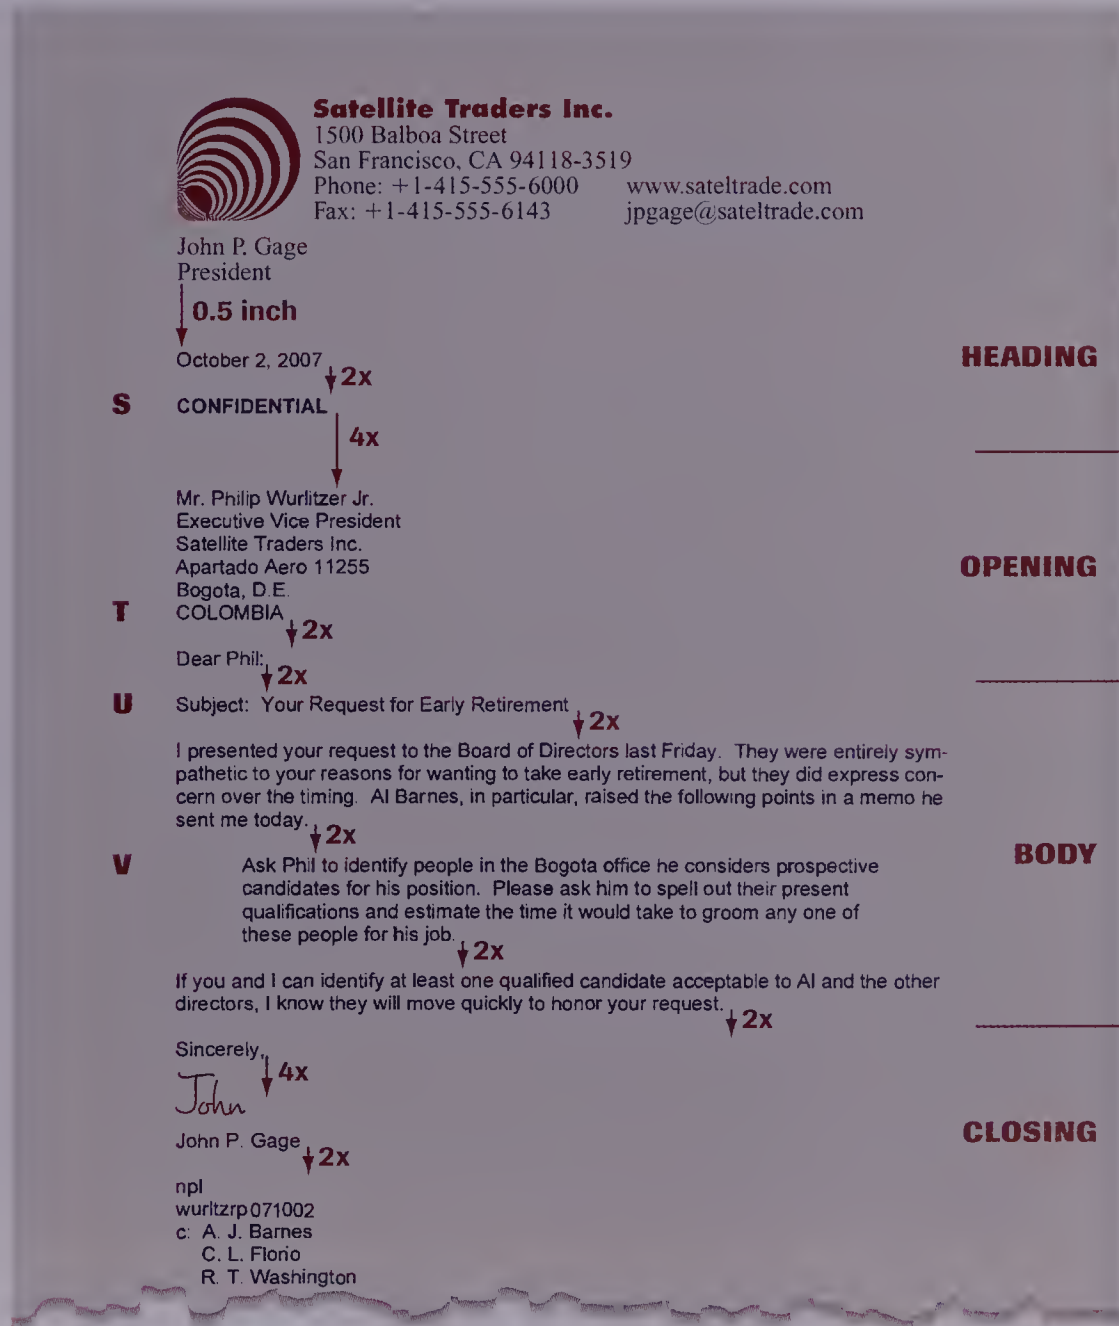 Satellite Traders Inc.
1500 Balboa Street
San Francisco, CA 94118-3519
Phone: +1-415-555-6000 www.sateltrade.com
Fax: +1-415-555-6143 jpgage@sateltrade.com
John P. Gage
President
0.5 inch
October 2, 2007
HEADING
2x
S CONFIDENTIAL
4x
Mr. Philip Wurlitzer Jr.
Executive Vice President
Satellite Traders Inc.
Apartado Aero 11255
OPENING
Bogota, D.E.
T COLOMBIA
2x
Dear Phil:
2x
U Subject: Your Request for Early Retirement
2x
I presented your request to the Board of Directors last Friday. They were entirely sym-
pathetic to your reasons for wanting to take early retirement, but they did express con-
cern over the timing. Al Barnes, in particular, raised the following points in a memo he
sent me today.
2x
BODY
V Ask Phil to identify people in the Bogota office he considers prospective
candidates for his position. Please ask him to spell out their present
qualifications and estimate the time it would take to groom any one of
these people for his job.
2x
If you and I can identify at least one qualified candidate acceptable to Al and the other
directors, I know they will move quickly to honor your request.
2x
Sincerely,
4x
John
John P. Gage
CLOSING
2x
npl
wurltzrp071002
c: A. J. Barnes
C. L. Florio
R. T. Washington